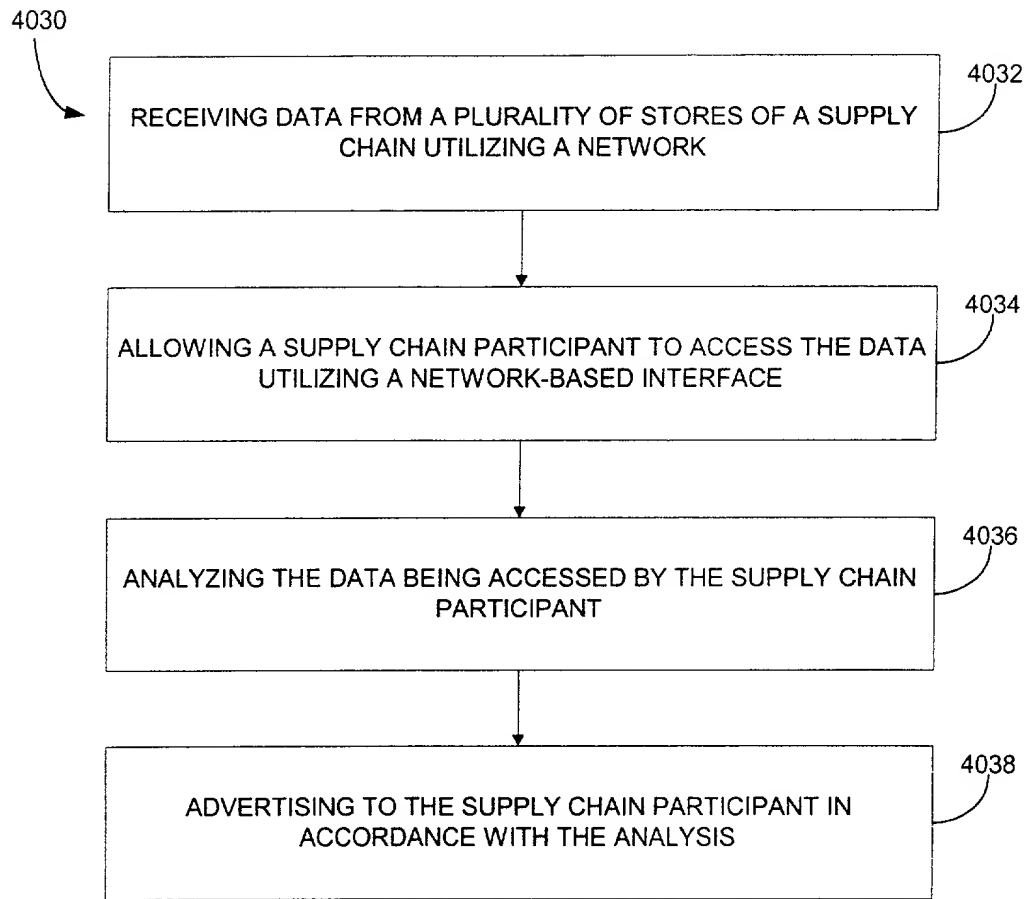 4030
4032
RECEIVING DATA FROM A PLURALITY OF STORES OF A SUPPLY
CHAIN UTILIZING A NETWORK
4034
ALLOWING A SUPPLY CHAIN PARTICIPANT TO ACCESS THE DATA
UTILIZING A NETWORK-BASED INTERFACE
4036
ANALYZING THE DATA BEING ACCESSED BY THE SUPPLY CHAIN
PARTICIPANT
4038
ADVERTISING TO THE SUPPLY CHAIN PARTICIPANT IN
ACCORDANCE WITH THE ANALYSIS